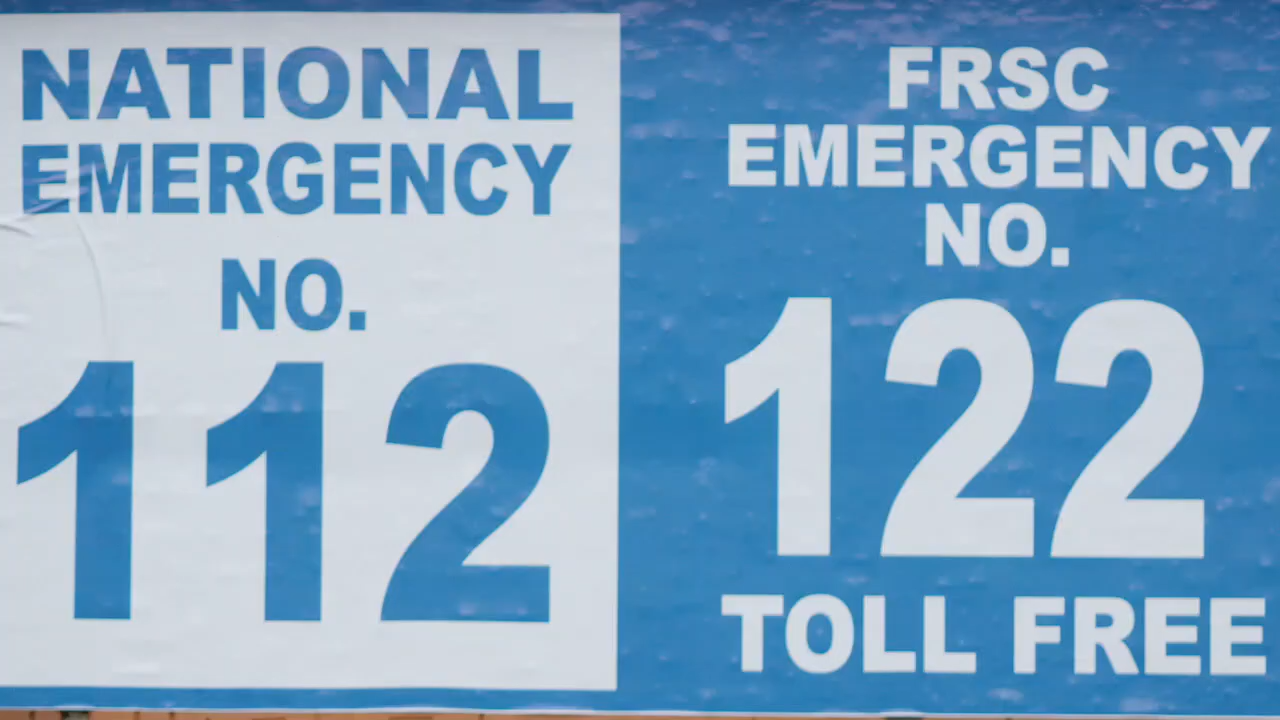 NATIONAL
EMERGENCY
NO.
112
FRSC
EMERGENCY
NO.
122
TOLL FREE